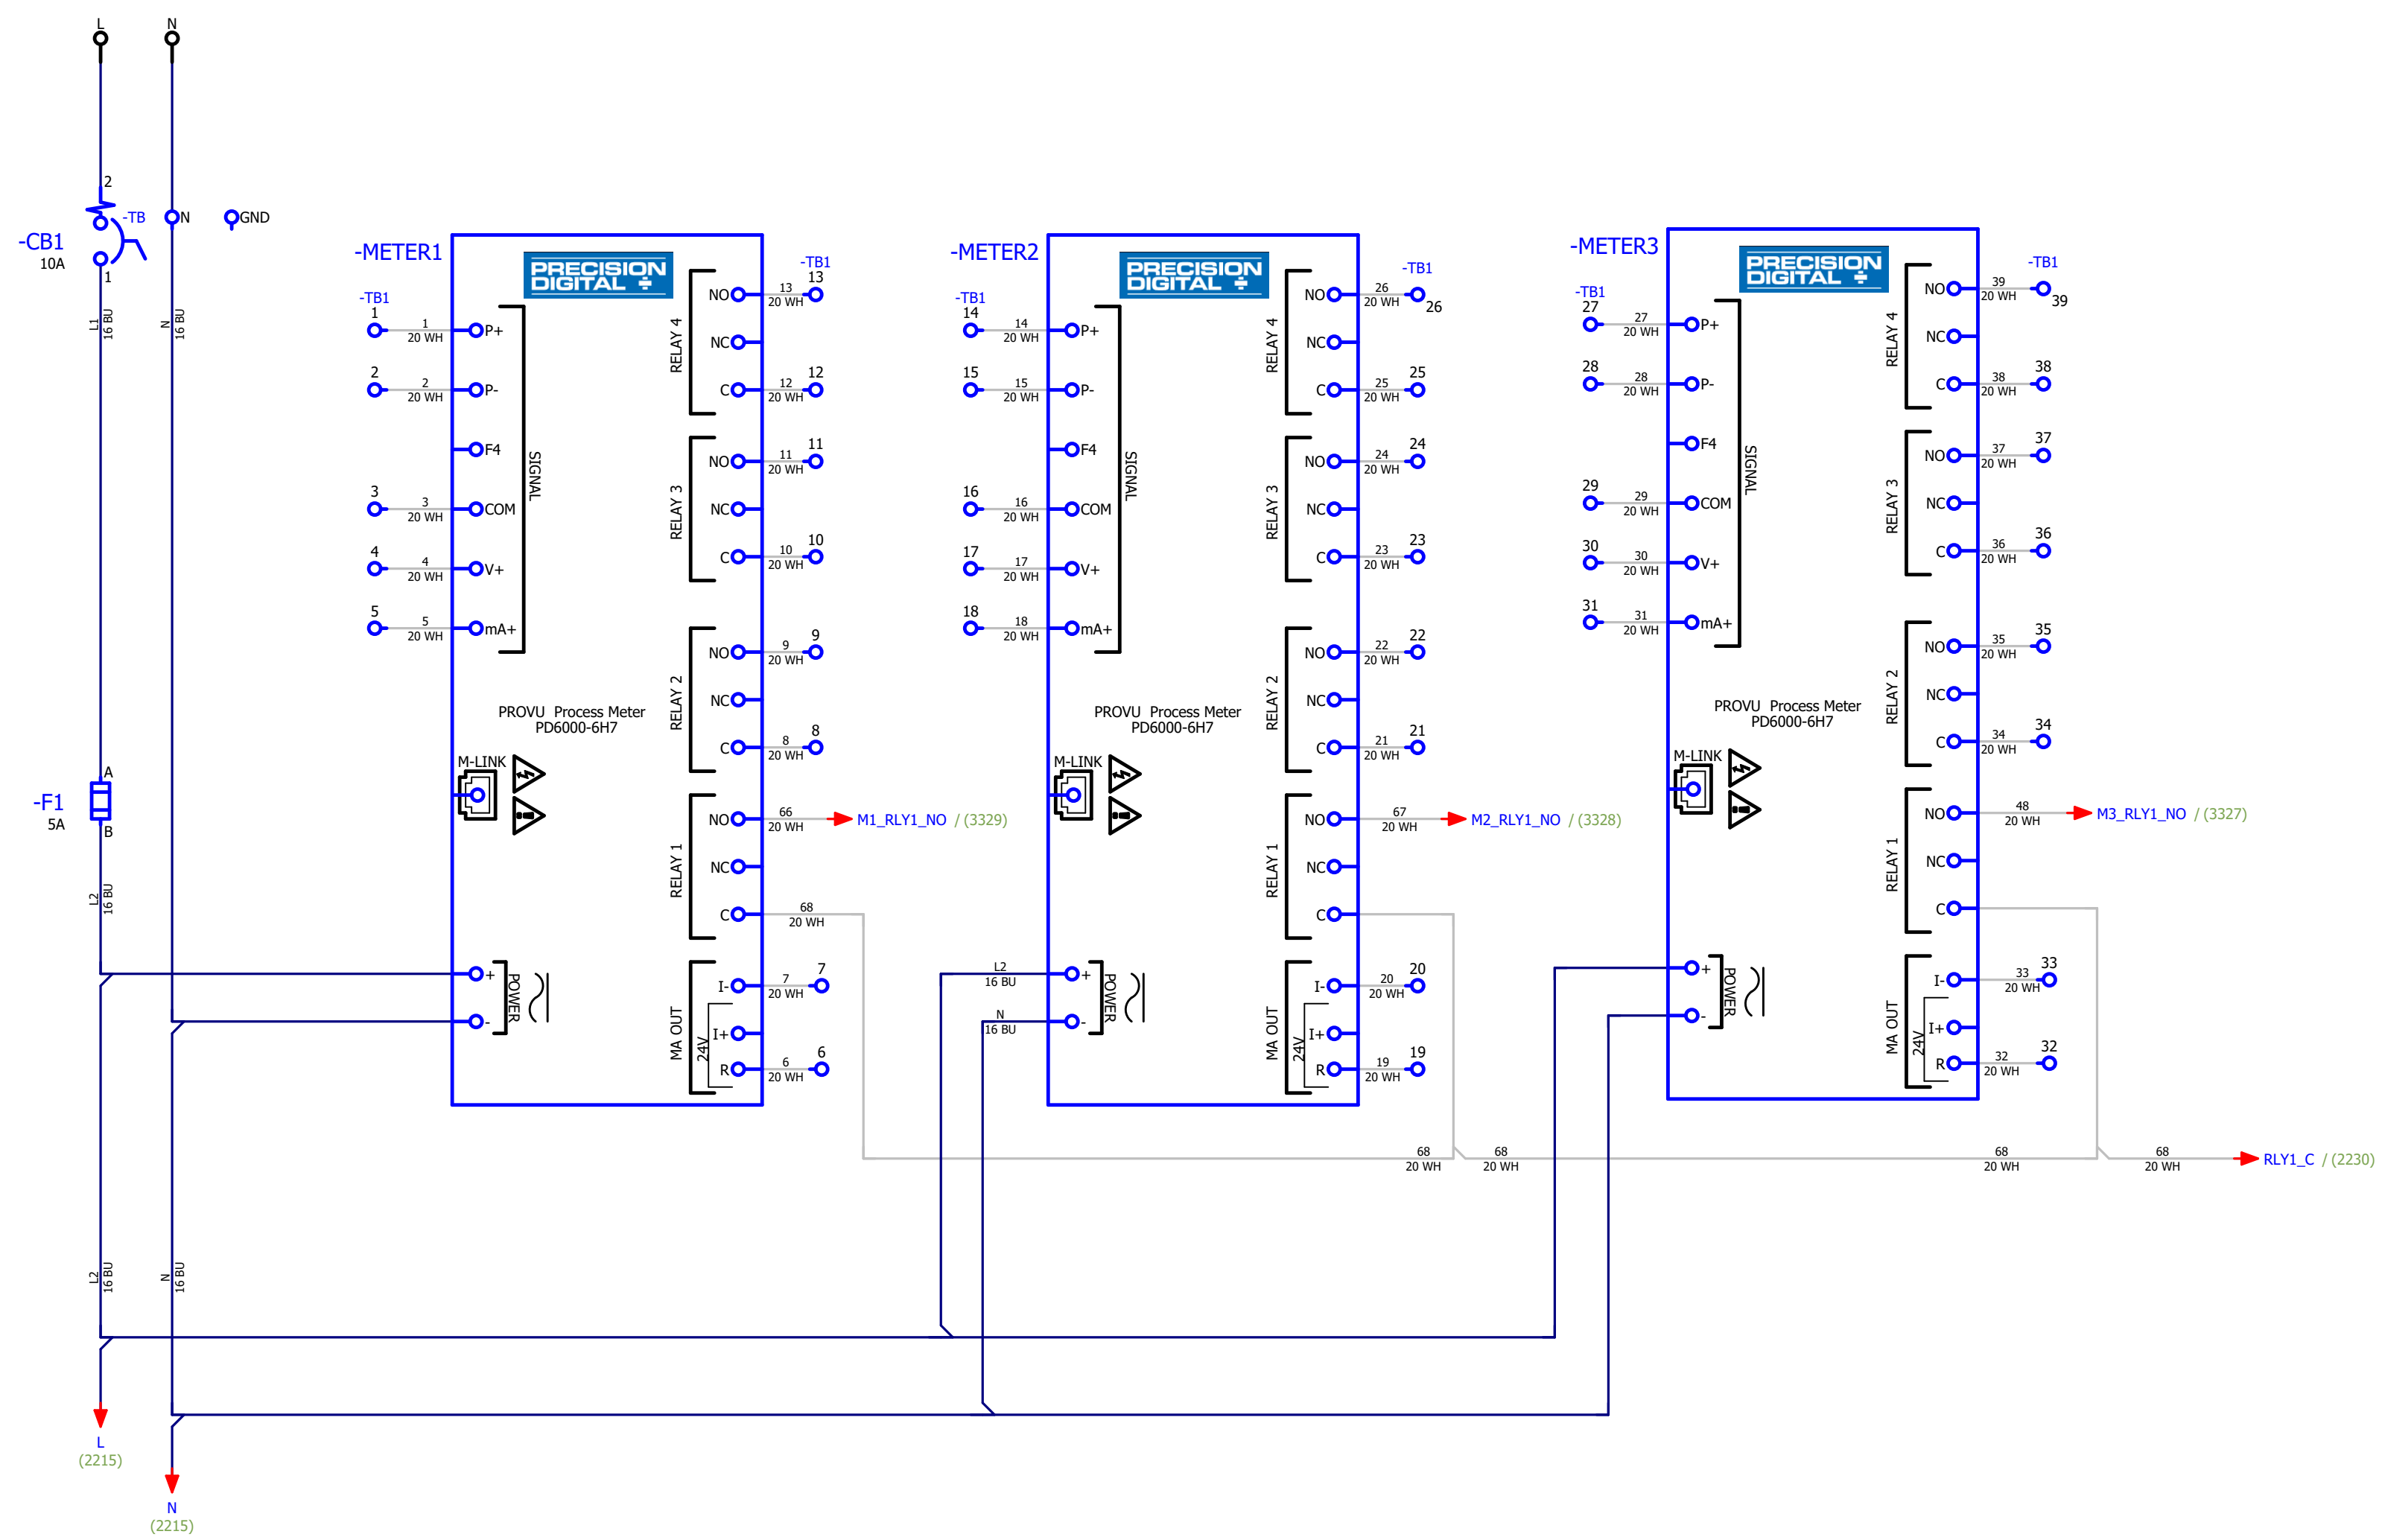 L
N
2
-TB
N
GND
-CB1
10A
1
L1
16 BU
N
16 BU
A
-F1
5A
B
L2
16 BU
L2
16 BU
N
16 BU
L
(2215)
N
(2215)
-METER1
PRECISION
DIGITAL
-TB1
1
1
20 WH
P+
2
2
20 WH
P-
F4
3
3
20 WH
COM
4
4
20 WH
V+
5
5
20 WH
mA+
SIGNAL
PROVU Process Meter
PD6000-6H7
M-LINK
+
-
POWER
-TB1
RELAY 4
NO
13
20 WH
13
NC
C
12
20 WH
12
RELAY 3
NO
11
20 WH
11
NC
C
10
20 WH
10
RELAY 2
NO
9
20 WH
9
NC
C
8
20 WH
8
RELAY 1
NO
66
20 WH
M1_RLY1_NO / (3329)
NC
C
68
20 WH
MA OUT
24V
I-
7
20 WH
7
I+
R
6
20 WH
6
-METER2
PRECISION
DIGITAL
-TB1
14
14
20 WH
P+
15
15
20 WH
P-
F4
16
16
20 WH
COM
17
17
20 WH
V+
18
18
20 WH
mA+
SIGNAL
PROVU Process Meter
PD6000-6H7
M-LINK
L2
16 BU
+
N
16 BU
-
POWER
-TB1
RELAY 4
NO
26
20 WH
26
NC
C
25
20 WH
25
RELAY 3
NO
24
20 WH
24
NC
C
23
20 WH
23
RELAY 2
NO
22
20 WH
22
NC
C
21
20 WH
21
RELAY 1
NO
67
20 WH
M2_RLY1_NO / (3328)
NC
C
MA OUT
24V
I-
20
20 WH
20
I+
R
19
20 WH
19
-METER3
PRECISION
DIGITAL
-TB1
27
27
20 WH
P+
28
28
20 WH
P-
F4
29
29
20 WH
COM
30
30
20 WH
V+
31
31
20 WH
mA+
SIGNAL
PROVU Process Meter
PD6000-6H7
M-LINK
+
-
POWER
-TB1
RELAY 4
NO
39
20 WH
39
NC
C
38
20 WH
38
RELAY 3
NO
37
20 WH
37
NC
C
36
20 WH
36
RELAY 2
NO
35
20 WH
35
NC
C
34
20 WH
34
RELAY 1
NO
48
20 WH
M3_RLY1_NO / (3327)
NC
C
MA OUT
24V
I-
33
20 WH
33
I+
R
32
20 WH
32
68
20 WH
68
20 WH
68
20 WH
68
20 WH
RLY1_C / (2230)